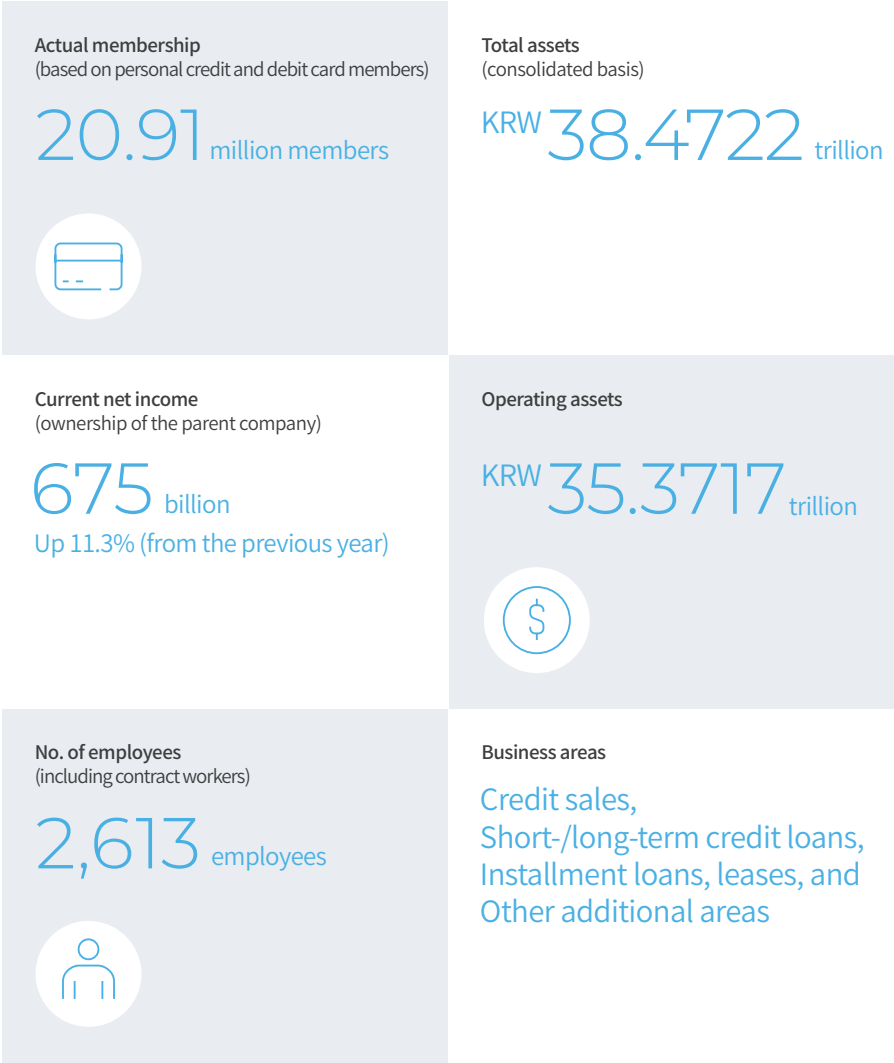 Actual membership
(based on personal credit and debit card members)
20.91 million members
Total assets
(consolidated basis)
KRW 38.4722 trillion
Current net income
(ownership of the parent company)
675 billion
Up 11.3% (from the previous year)
Operating assets
KRW 35.3717 trillion
$
No. of employees
(including contract workers)
2,613 employees
Business areas
Credit sales,
Short-/long-term credit loans,
Installment loans, leases, and
Other additional areas